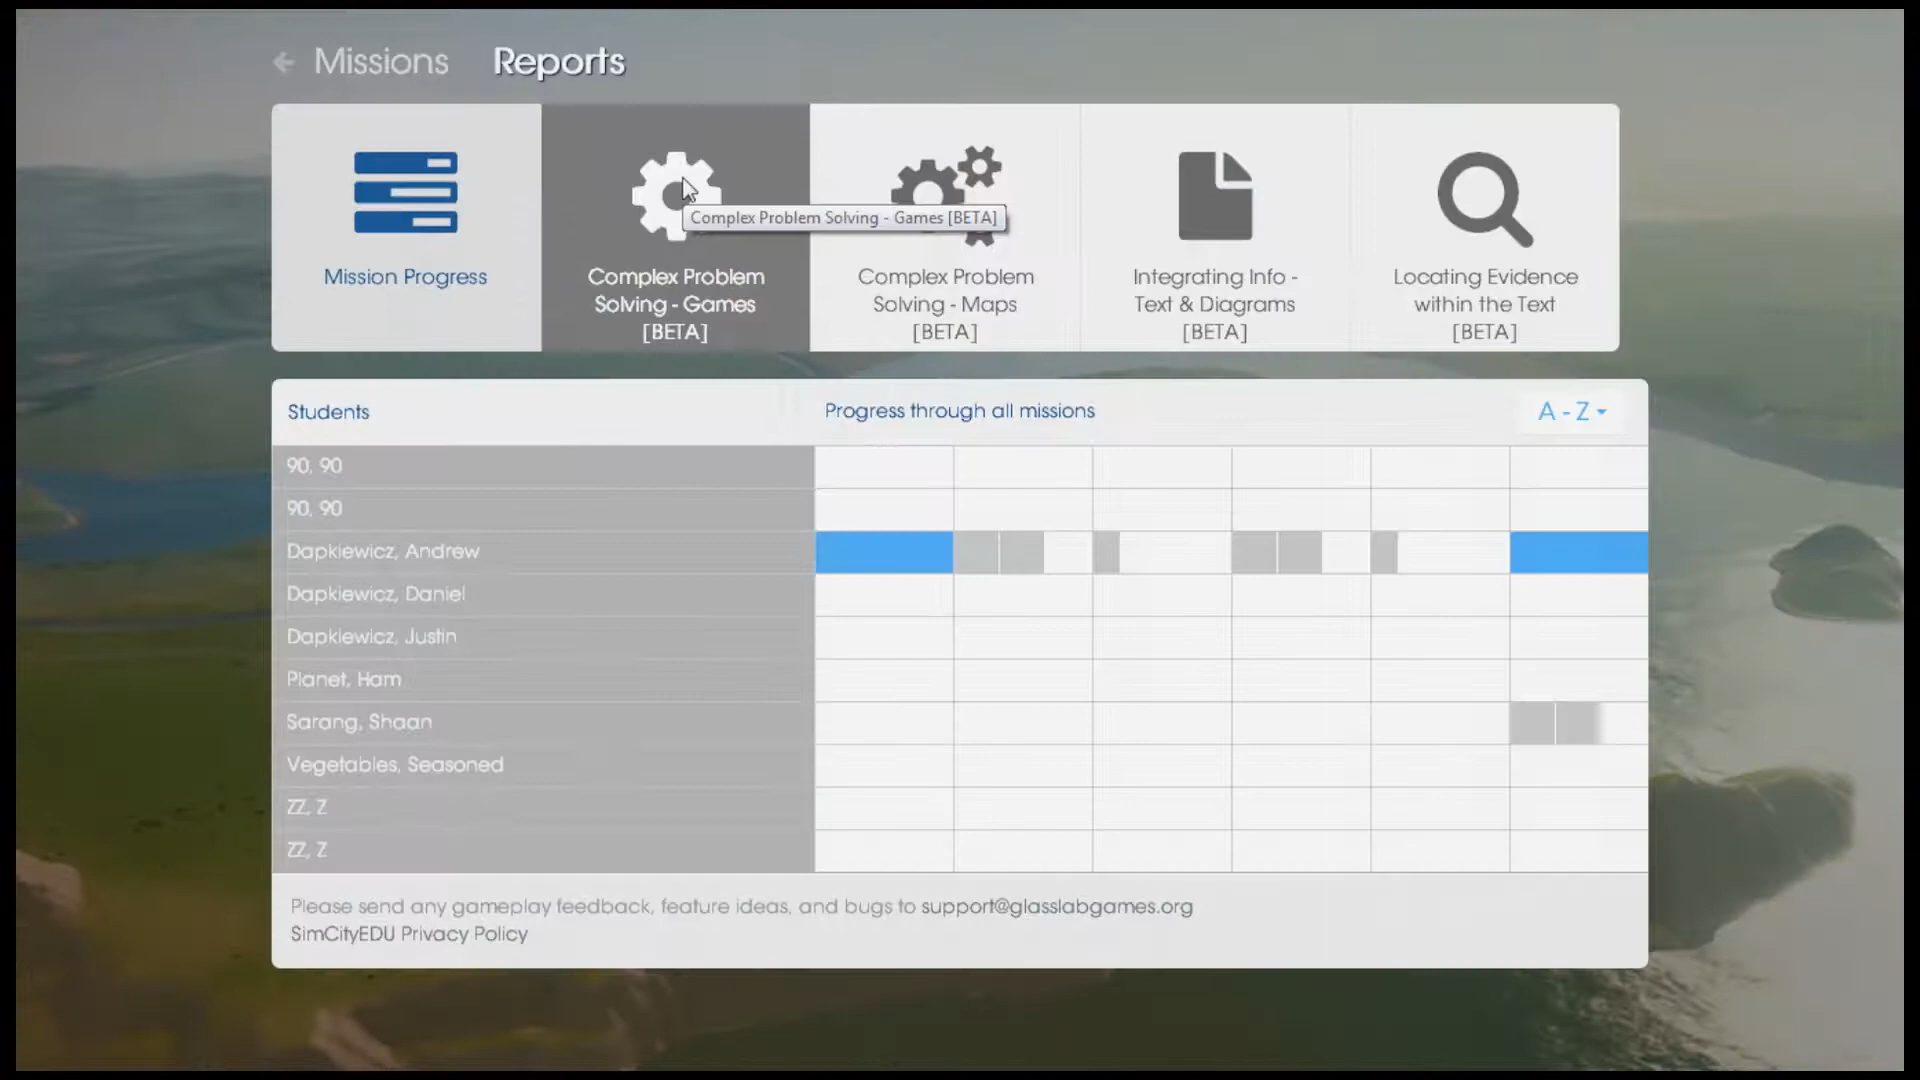 Missions Reports
Mission Progress
Complex Problem
Solving - Games
[BETA]
Complex Problem Solving - Games [BETA]
Complex Problem
Solving - Maps
[BETA]
Integrating Info -
Text & Diagrams
[BETA]
Locating Evidence
within the Text
[BETA]
Students
Progress through all missions
A - Z
90, 90
90, 90
Dapkiewicz, Andrew
Dapkiewicz, Daniel
Dapkiewicz, Justin
Planet, Ham
Sarang, Shaan
Vegetables, Seasoned
ZZ, Z
ZZ, Z
Please send any gameplay feedback, feature ideas, and bugs to support@glasslabgames.org
SimCityEDU Privacy Policy